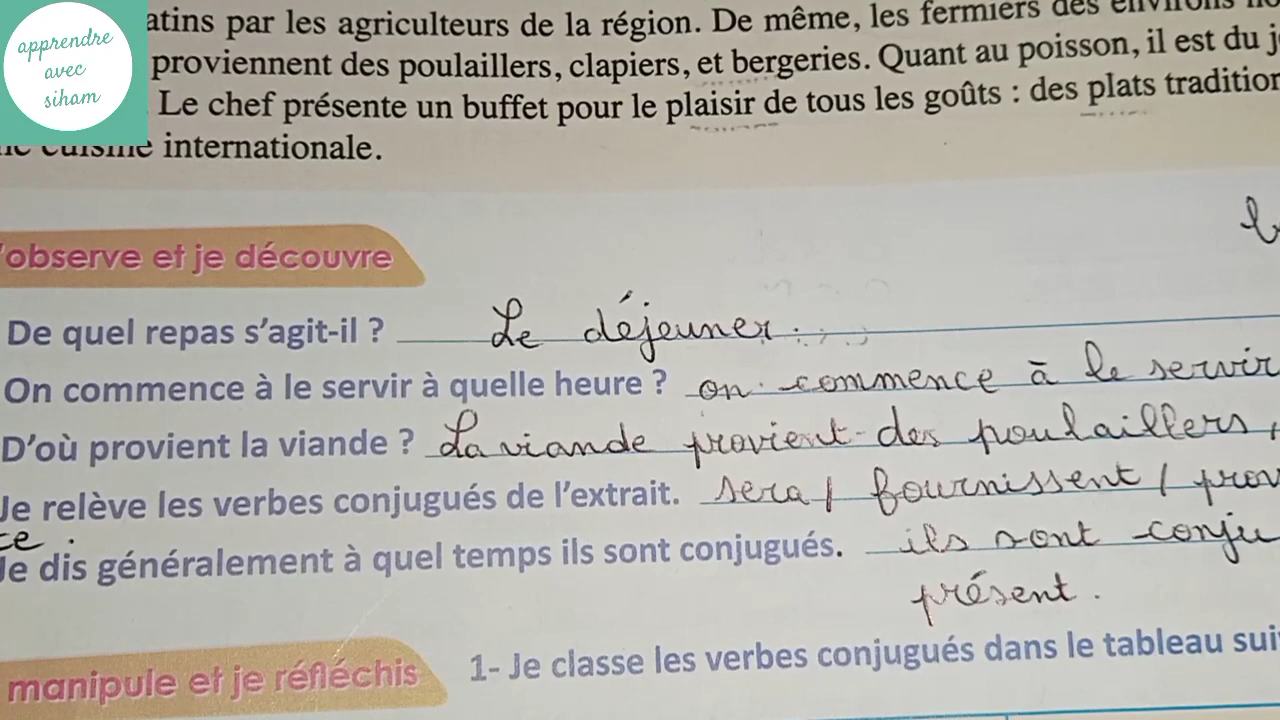 apprendre
avec
siham
atins par les agriculteurs de la région. De même, les fermiers des environs
proviennent des poulaillers, clapiers, et bergeries. Quant au poisson, il est du j
Le chef présente un buffet pour le plaisir de tous les goûts : des plats tradition
cuisine internationale.
'observe et je découvre
De quel repas s'agit-il ? Le déjeuner.
On commence à le servir à quelle heure ? on commence à le servir
D'où provient la viande ? La viande provient des poulaillers,
Je relève les verbes conjugués de l'extrait. sera / fournissent / prov
ce.
Je dis généralement à quel temps ils sont conjugués. ils sont conju
présent.
manipule et je réfléchis 1- Je classe les verbes conjugués dans le tableau sui